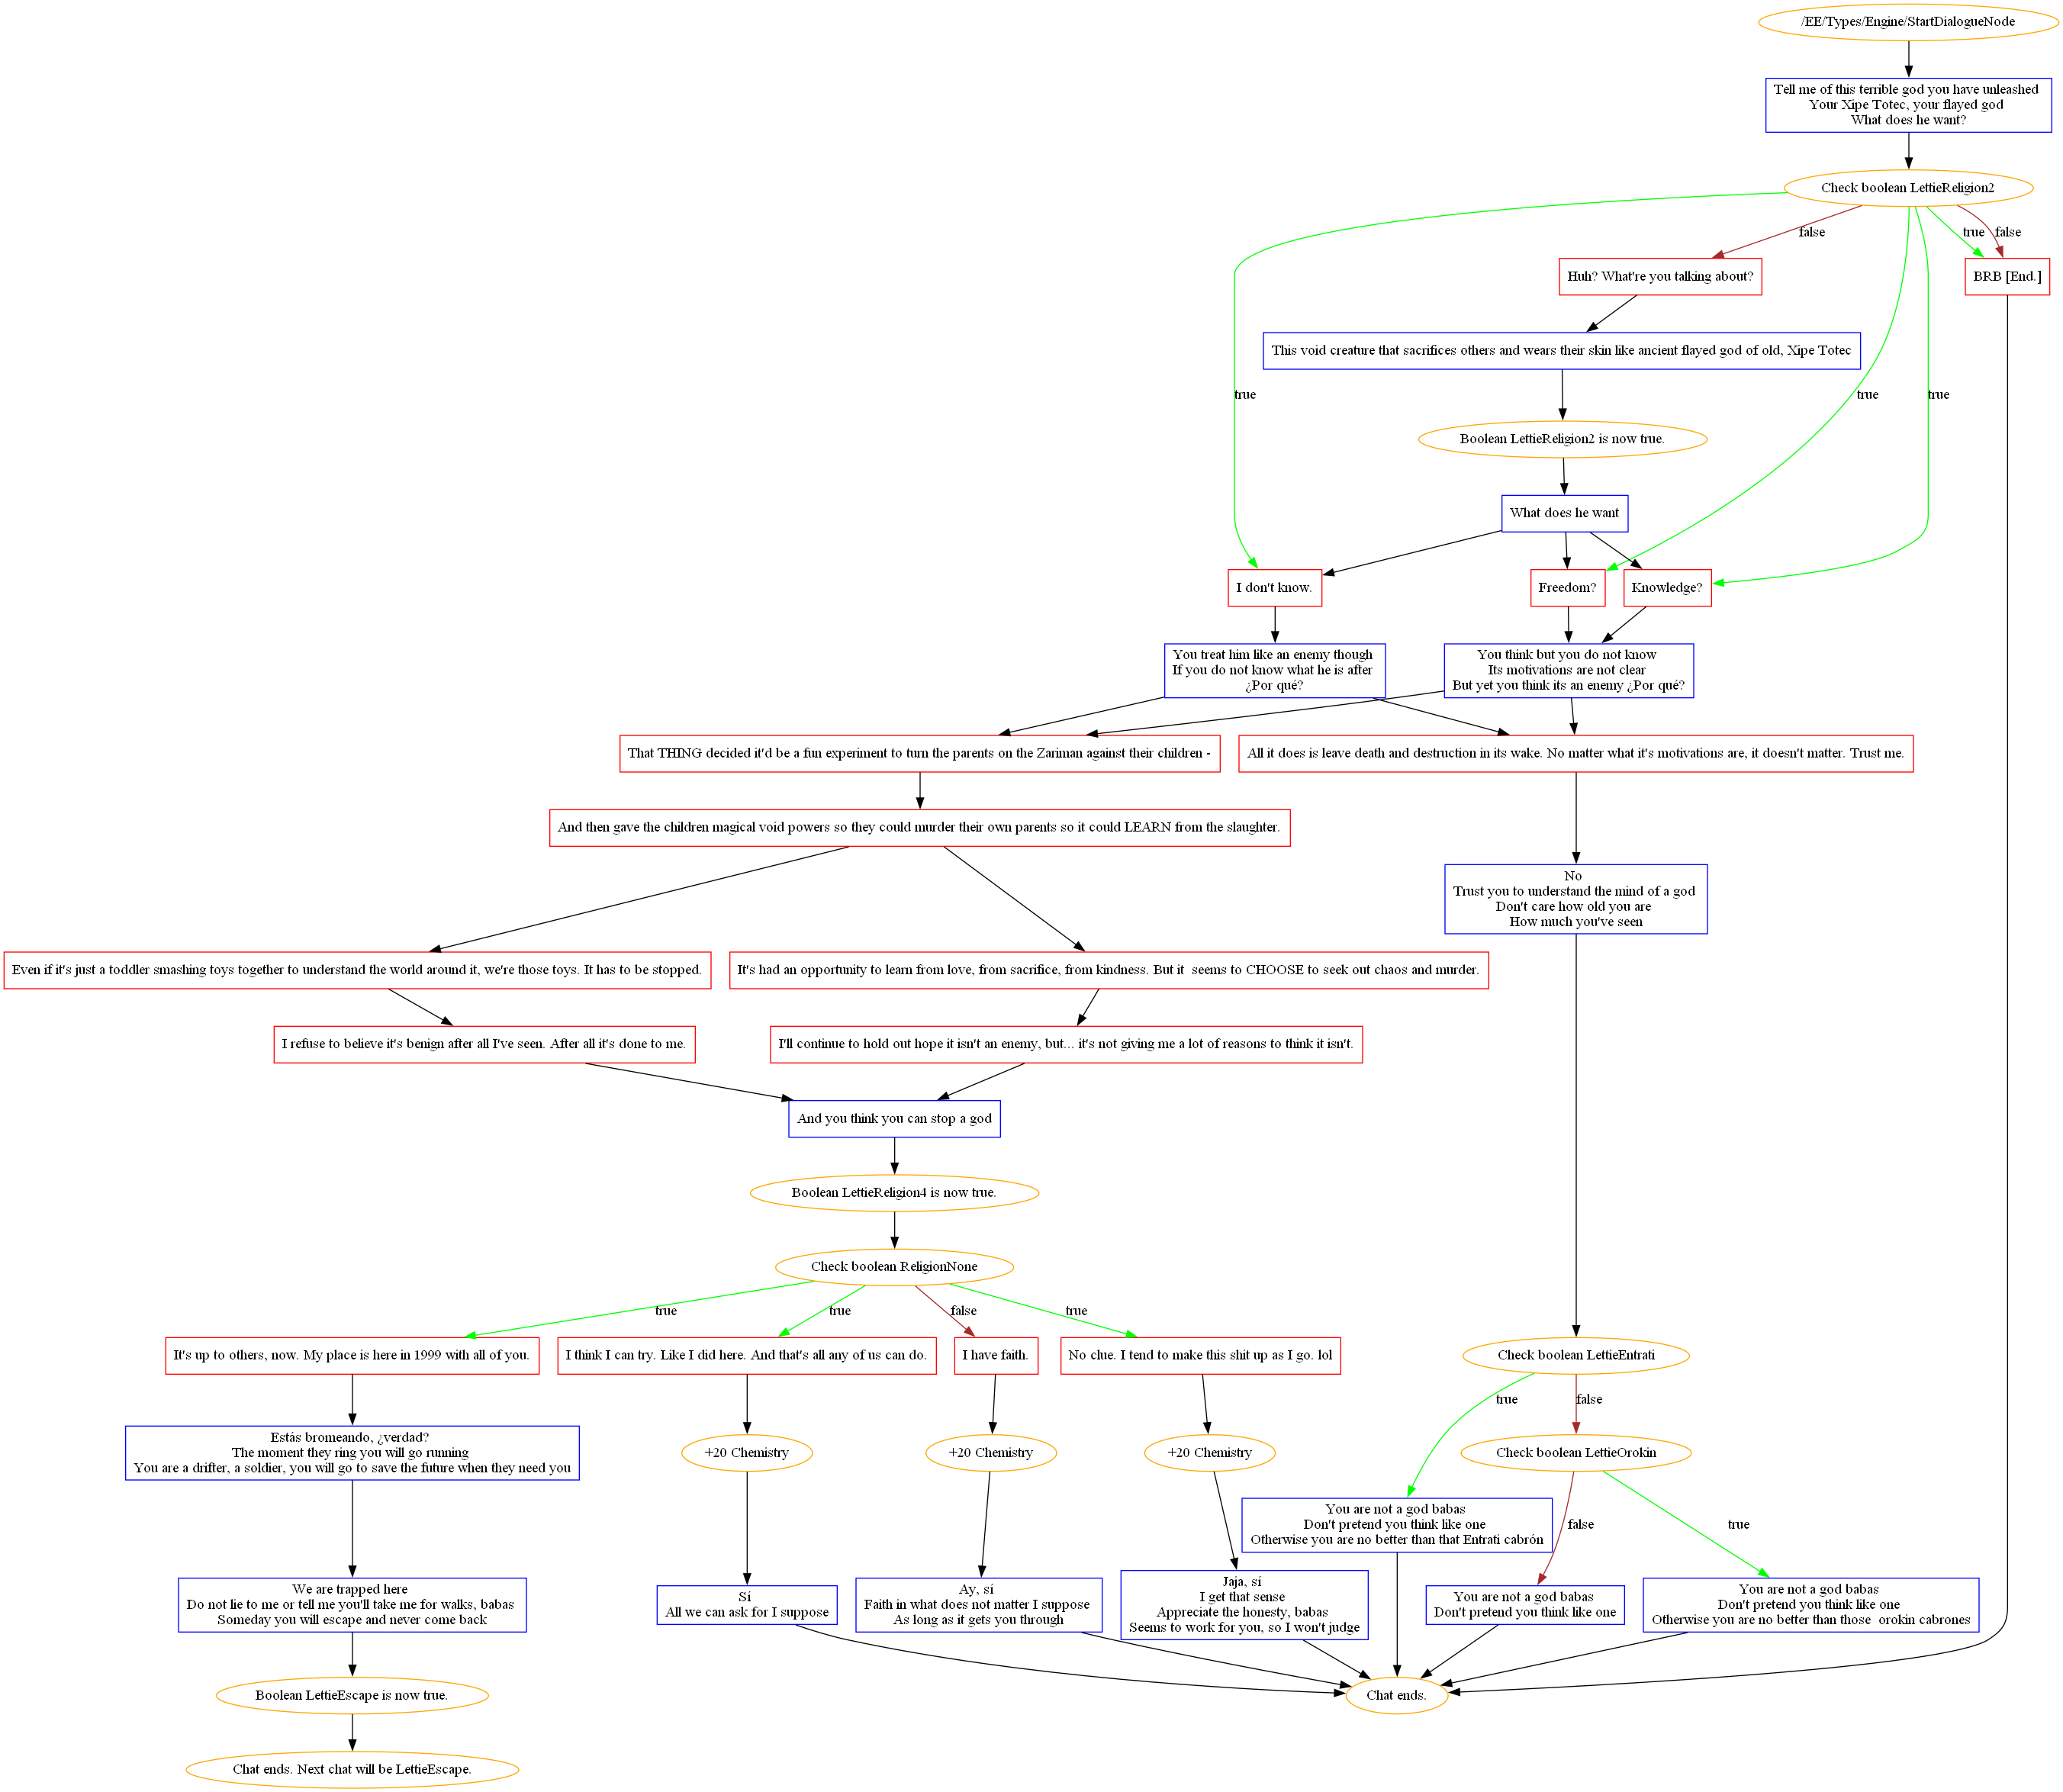 /EE/Types/Engine/StartDialogueNode
Tell me of this terrible god you have unleashed
Your Xipe Totec, your flayed god
What does he want?
Check boolean LettieReligion2
false
true
false
Huh? What're you talking about?
BRB [End.]
This void creature that sacrifices others and wears their skin like ancient flayed god of old, Xipe Totec
true
true
true
Boolean LettieReligion2 is now true.
What does he want
I don't know.
Freedom?
Knowledge?
You treat him like an enemy though
If you do not know what he is after
¿Por qué?
You think but you do not know
Its motivations are not clear
But yet you think its an enemy ¿Por qué?
That THING decided it'd be a fun experiment to turn the parents on the Zariman against their children -
All it does is leave death and destruction in its wake. No matter what it's motivations are, it doesn't matter. Trust me.
And then gave the children magical void powers so they could murder their own parents so it could LEARN from the slaughter.
No
Trust you to understand the mind of a god
Don't care how old you are
How much you've seen
Even if it's just a toddler smashing toys together to understand the world around it, we're those toys. It has to be stopped.
It's had an opportunity to learn from love, from sacrifice, from kindness. But it  seems to CHOOSE to seek out chaos and murder.
I refuse to believe it's benign after all I've seen. After all it's done to me.
I'll continue to hold out hope it isn't an enemy, but... it's not giving me a lot of reasons to think it isn't.
And you think you can stop a god
Boolean LettieReligion4 is now true.
Check boolean ReligionNone
true
true
false
true
It's up to others, now. My place is here in 1999 with all of you.
I think I can try. Like I did here. And that's all any of us can do.
I have faith.
No clue. I tend to make this shit up as I go. lol
Check boolean LettieEntrati
true
false
Estás bromeando, ¿verdad?
The moment they ring you will go running
You are a drifter, a soldier, you will go to save the future when they need you
+20 Chemistry
+20 Chemistry
+20 Chemistry
Check boolean LettieOrokin
You are not a god babas
Don't pretend you think like one
Otherwise you are no better than that Entrati cabrón
false
true
We are trapped here
Do not lie to me or tell me you'll take me for walks, babas
Someday you will escape and never come back
Sí
All we can ask for I suppose
Ay, sí
Faith in what does not matter I suppose
As long as it gets you through
Jaja, sí
I get that sense
Appreciate the honesty, babas
Seems to work for you, so I won't judge
You are not a god babas
Don't pretend you think like one
You are not a god babas
Don't pretend you think like one
Otherwise you are no better than those  orokin cabrones
Boolean LettieEscape is now true.
Chat ends.
Chat ends. Next chat will be LettieEscape.